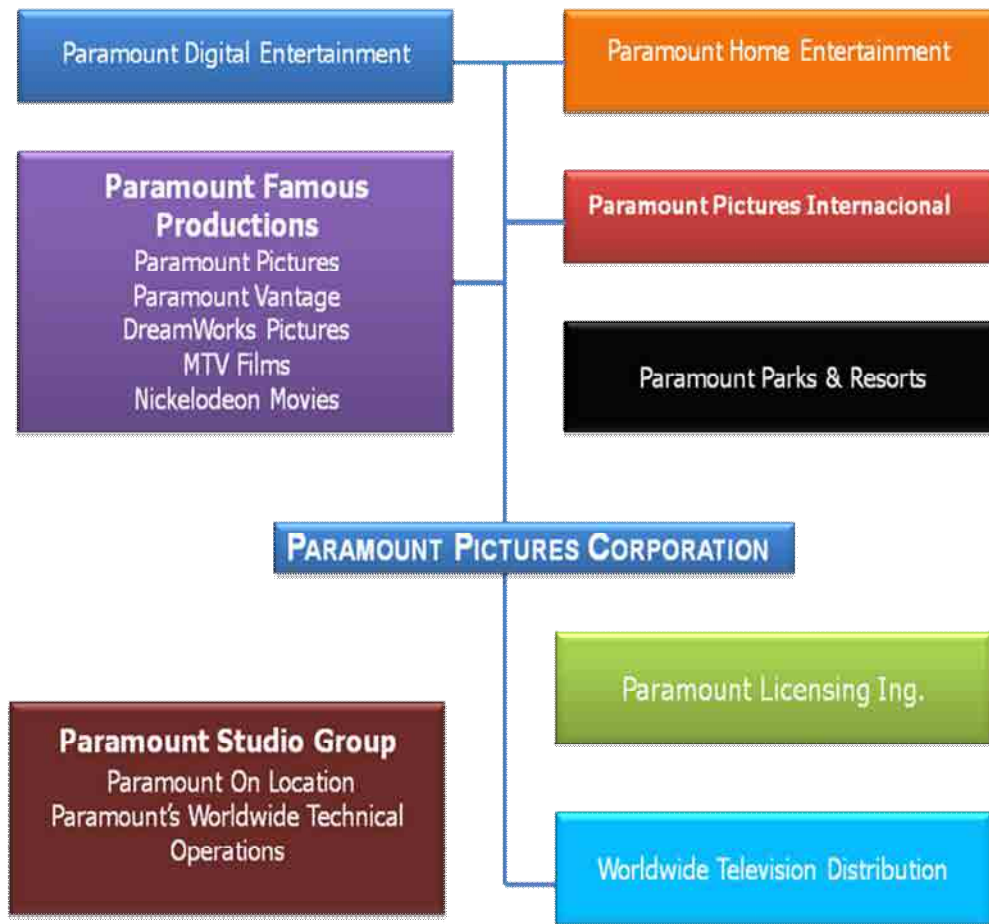 Paramount Digital Entertainment
Paramount Home Entertainment
Paramount Famous
Productions
Paramount Pictures
Paramount Vantage
DreamWorks Pictures
MTV Films
Nickelodeon Movies
Paramount Pictures Internacional
Paramount Parks & Resorts
PARAMOUNT PICTURES CORPORATION
Paramount Licensing Ing.
Paramount Studio Group
Paramount On Location
Paramount's Worldwide Technical
Operations
Worldwide Television Distribution